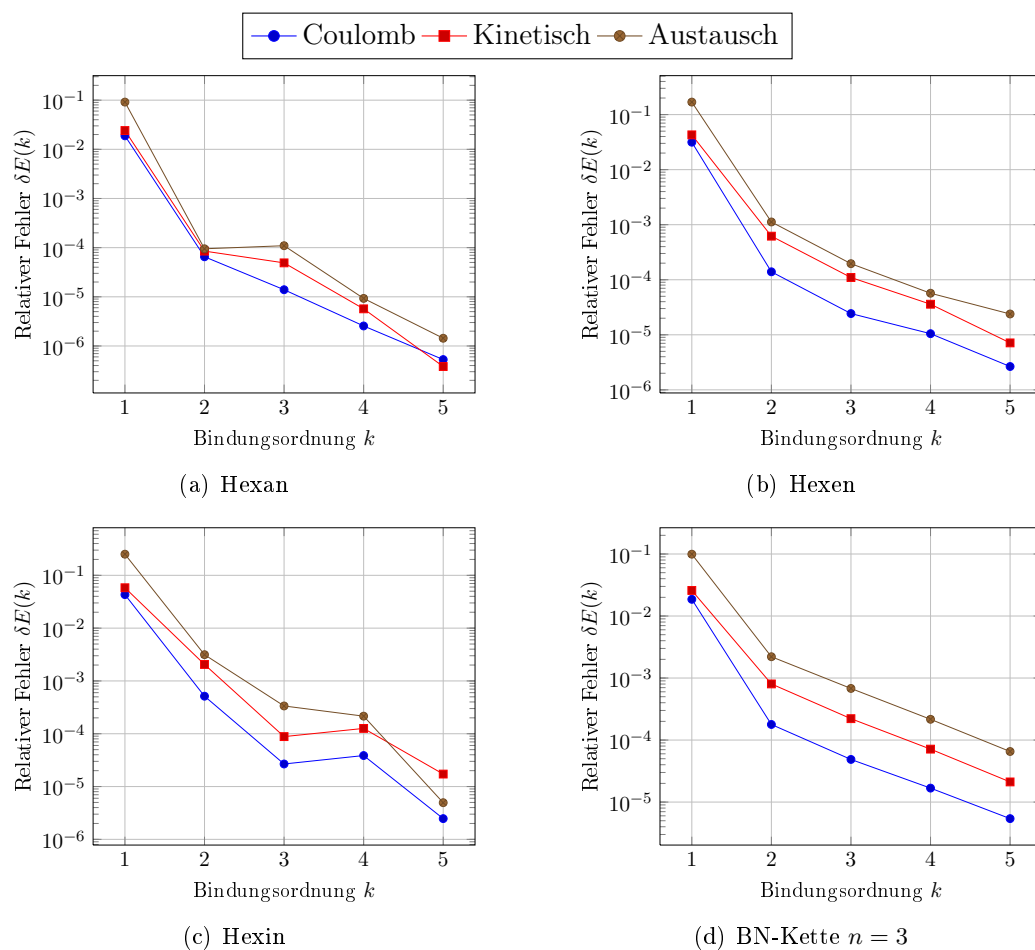 Coulomb Kinetisch Austausch
Relativer Fehler δE(k)
10⁻¹
10⁻²
10⁻³
10⁻⁴
10⁻⁵
10⁻⁶
1 2 3 4 5
Bindungsordnung k
(a) Hexan
Relativer Fehler δE(k)
10⁻¹
10⁻²
10⁻³
10⁻⁴
10⁻⁵
10⁻⁶
1 2 3 4 5
Bindungsordnung k
(b) Hexen
Relativer Fehler δE(k)
10⁻¹
10⁻²
10⁻³
10⁻⁴
10⁻⁵
10⁻⁶
1 2 3 4 5
Bindungsordnung k
(c) Hexin
Relativer Fehler δE(k)
10⁻¹
10⁻²
10⁻³
10⁻⁴
10⁻⁵
1 2 3 4 5
Bindungsordnung k
(d) BN-Kette n = 3